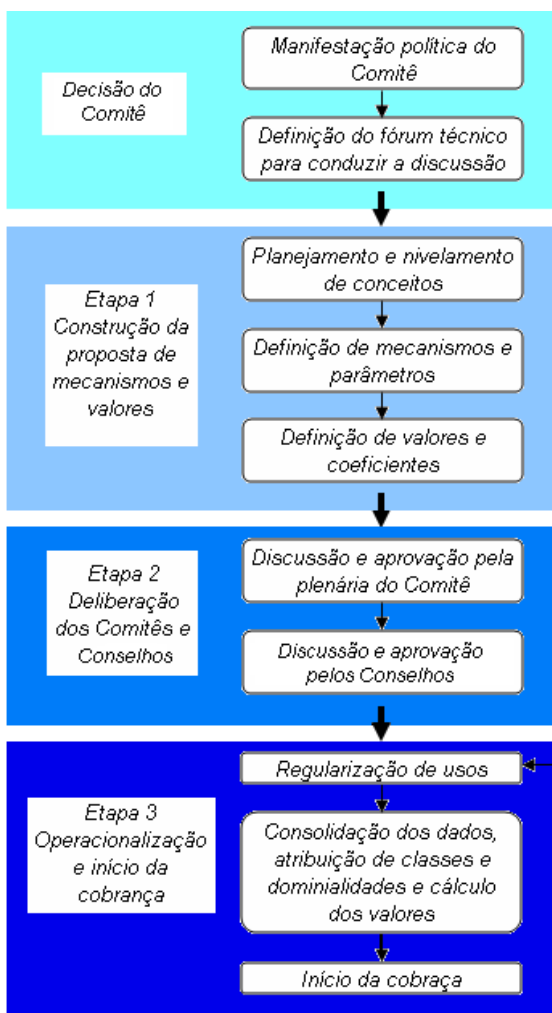 Decisão do
Comitê
Manifestação política do
Comitê
Definição do fórum técnico
para conduzir a discussão
Etapa 1
Construção da
proposta de
mecanismos e
valores
Planejamento e nivelamento
de conceitos
Definição de mecanismos e
parâmetros
Definição de valores e
coeficientes
Etapa 2
Deliberação
dos Comitês e
Conselhos
Discussão e aprovação pela
plenária do Comitê
Discussão e aprovação
pelos Conselhos
Etapa 3
Operacionalização
e início da
cobrança
Regularização de usos
Consolidação dos dados,
atribuição de classes e
dominialidades e cálculo
dos valores
Início da cobraça